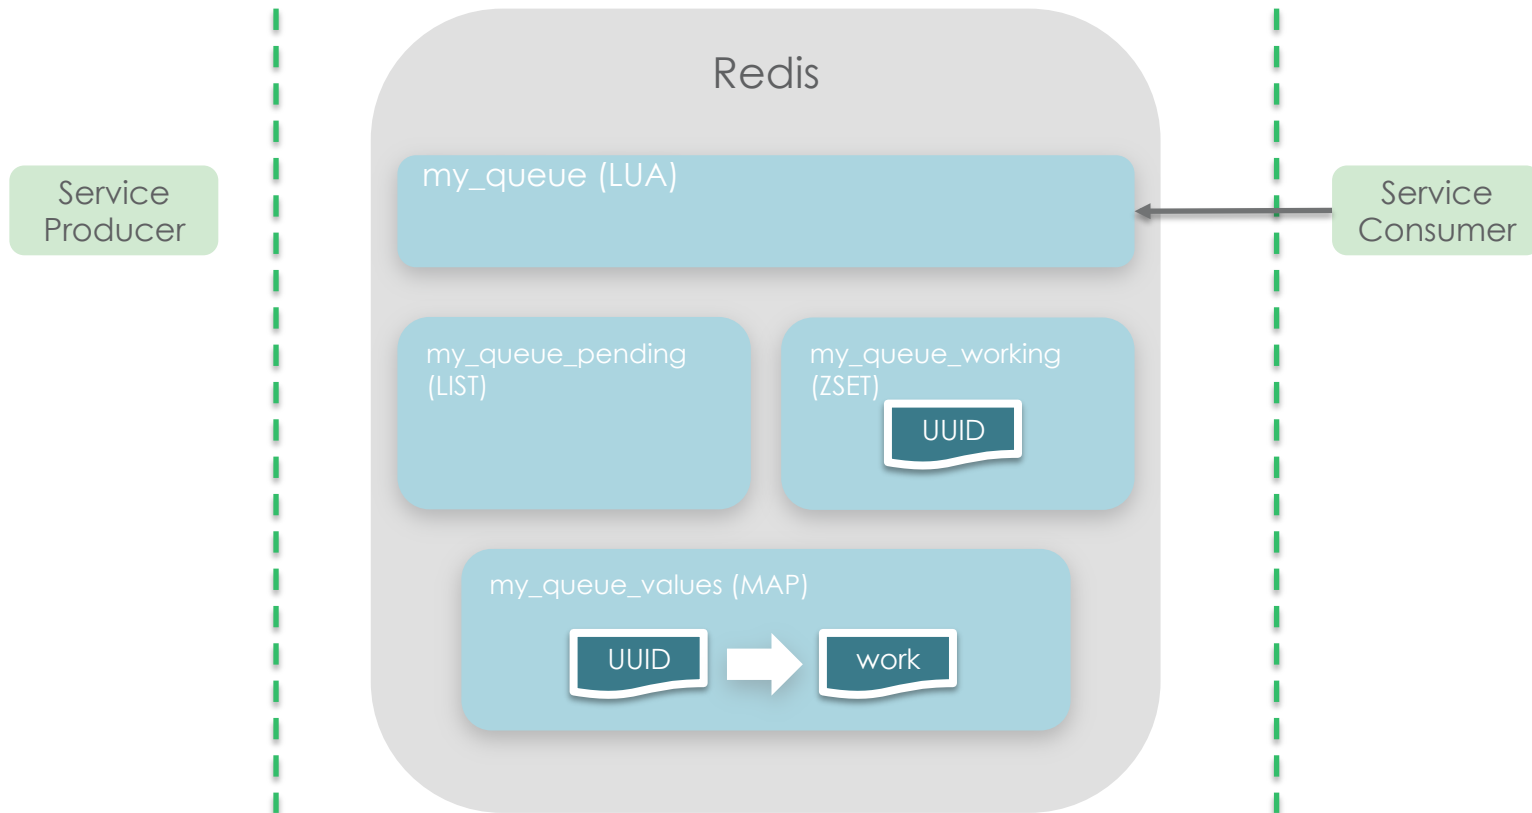 Redis
my_queue (LUA)
Service
Producer
Service
Consumer
my_queue_pending
(LIST)
my_queue_working
(ZSET)
UUID
my_queue_values (MAP)
UUID
work